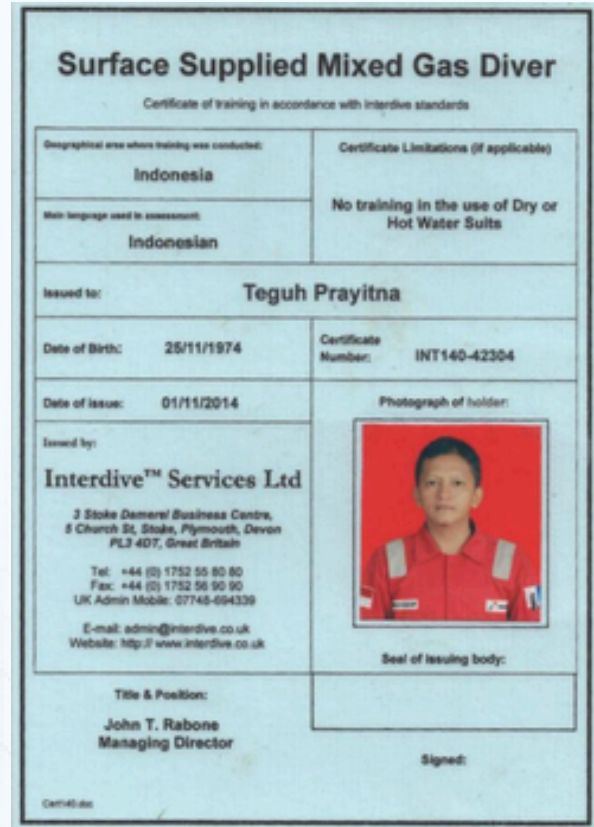 Surface Supplied Mixed Gas Diver
Certificate of training in accordance with Interdive standards
Geographical area where training was conducted:
Indonesia
Main language used in assessment:
Indonesian
Certificate Limitations (if applicable)
No training in the use of Dry or
Hot Water Suits
Issued to: Teguh Prayitna
Date of Birth: 25/11/1974
Certificate
Number: INT140-42304
Date of issue: 01/11/2014
Issued by:
Interdive™ Services Ltd
3 Stoke Damerel Business Centre,
5 Church St, Stoke, Plymouth, Devon
PL3 4DT, Great Britain
Tel: +44 (0) 1752 55 80 80
Fax: +44 (0) 1752 56 90 90
UK Admin Mobile: 07748-694339
E-mail: admin@interdive.co.uk
Website: http:// www.interdive.co.uk
Photograph of holder:
Seal of issuing body:
Title & Position:
John T. Rabone
Managing Director
Signed:
Cert140.doc